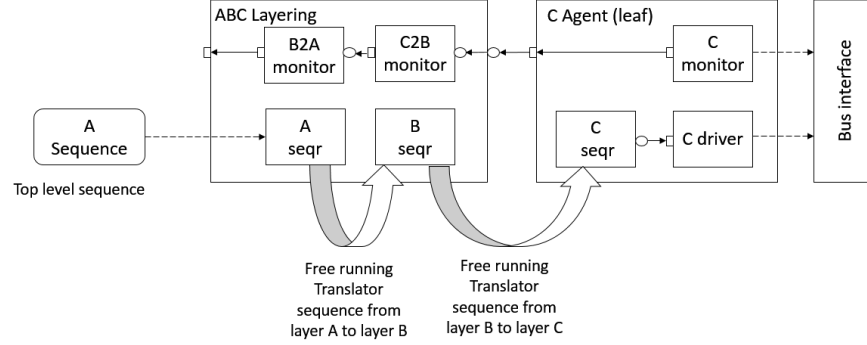 ABC Layering
C Agent (leaf)
B2A
monitor
C2B
monitor
C
monitor
Bus interface
A
Sequence
A
seqr
B
seqr
C
seqr
C driver
Top level sequence
Free running
Translator
sequence from
layer A to layer B
Free running
Translator
sequence from
layer B to layer C